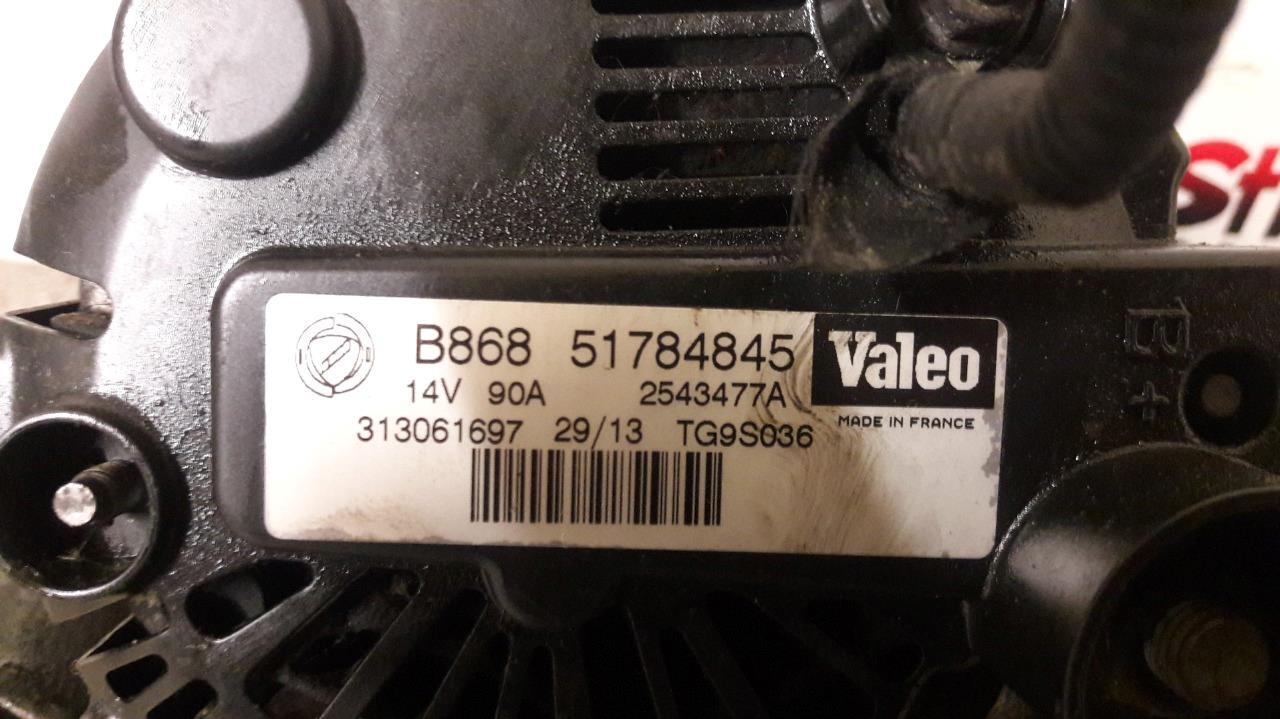 B868 51784845
14V 90A 2543477A
313061697 29/13 TG9S036
Valeo
MADE IN FRANCE
B+